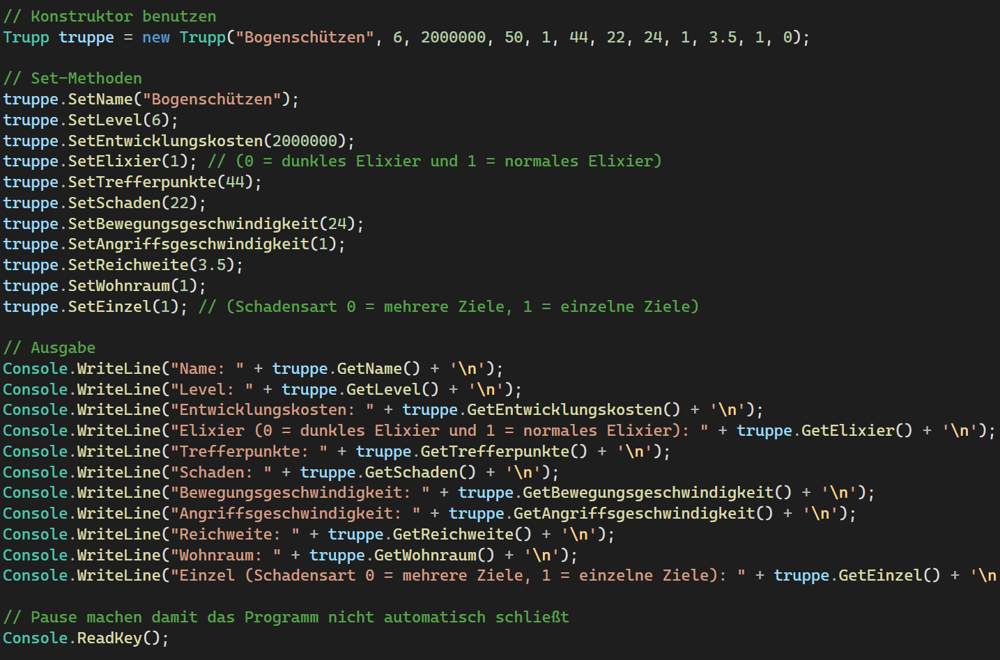 // Konstruktor benutzen
Trupp truppe = new Trupp("Bogenschützen", 6, 2000000, 50, 1, 44, 22, 24, 1, 3.5, 1, 0);
// Set-Methoden
truppe.SetName("Bogenschützen");
truppe.SetLevel(6);
truppe.SetEntwicklungskosten(2000000);
truppe.SetElixier(1); // (0 = dunkles Elixier und 1 = normales Elixier)
truppe.SetTrefferpunkte(44);
truppe.SetSchaden(22);
truppe.SetBewegungsgeschwindigkeit(24);
truppe.SetAngriffsgeschwindigkeit(1);
truppe.SetReichweite(3.5);
truppe.SetWohnraum(1);
truppe.SetEinzel(1); // (Schadensart 0 = mehrere Ziele, 1 = einzelne Ziele)
// Ausgabe
Console.WriteLine("Name: " + truppe.GetName() + '\n');
Console.WriteLine("Level: " + truppe.GetLevel() + '\n');
Console.WriteLine("Entwicklungskosten: " + truppe.GetEntwicklungskosten() + '\n');
Console.WriteLine("Elixier (0 = dunkles Elixier und 1 = normales Elixier): " + truppe.GetElixier() + '\n');
Console.WriteLine("Trefferpunkte: " + truppe.GetTrefferpunkte() + '\n');
Console.WriteLine("Schaden: " + truppe.GetSchaden() + '\n');
Console.WriteLine("Bewegungsgeschwindigkeit: " + truppe.GetBewegungsgeschwindigkeit() + '\n');
Console.WriteLine("Angriffsgeschwindigkeit: " + truppe.GetAngriffsgeschwindigkeit() + '\n');
Console.WriteLine("Reichweite: " + truppe.GetReichweite() + '\n');
Console.WriteLine("Wohnraum: " + truppe.GetWohnraum() + '\n');
Console.WriteLine("Einzel (Schadensart 0 = mehrere Ziele, 1 = einzelne Ziele): " + truppe.GetEinzel() + '\n
// Pause machen damit das Programm nicht automatisch schließt
Console.ReadKey();